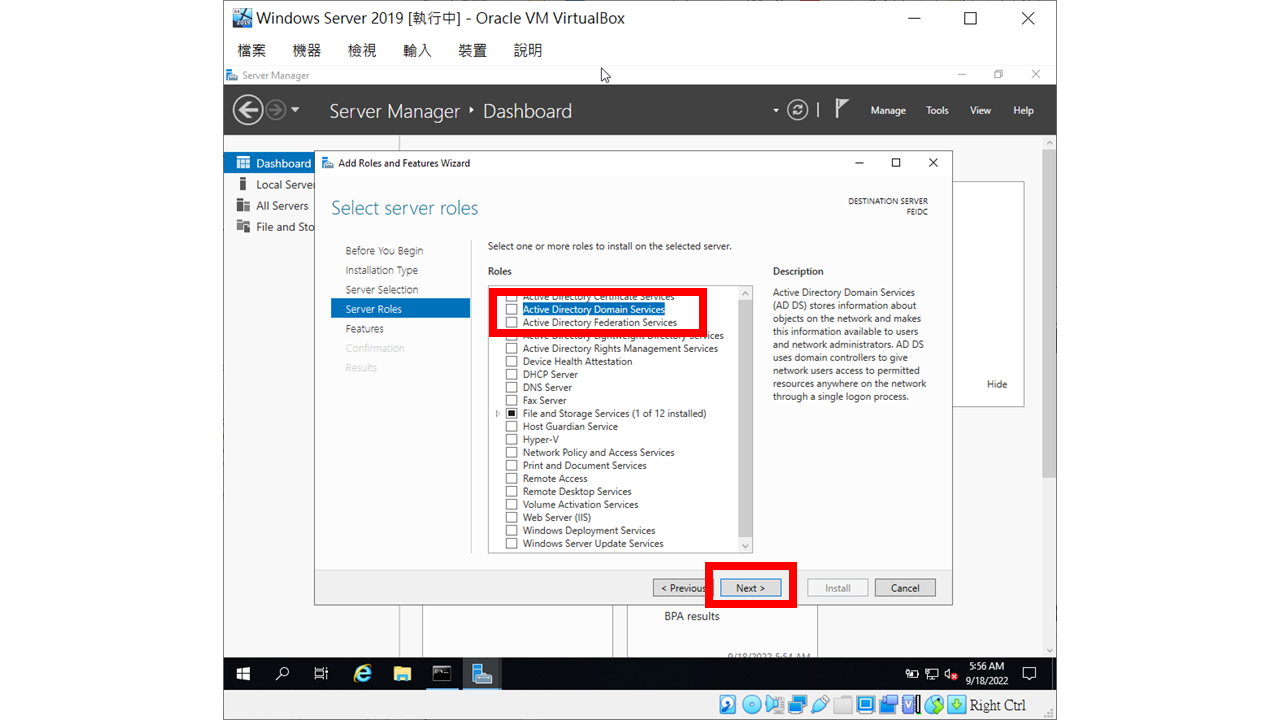 Windows Server 2019 [執行中] - Oracle VM VirtualBox
檔案 機器 檢視 輸入 裝置 說明
Server Manager
Server Manager Dashboard
Manage Tools View Help
Dashboard
Local Server
All Servers
File and Sto
Add Roles and Features Wizard
Select server roles
DESTINATION SERVER
FEIDC
Before You Begin
Installation Type
Server Selection
Server Roles
Features
Confirmation
Results
Select one or more roles to install on the selected server.
Roles
Active Directory Certificate Services
Active Directory Domain Services
Active Directory Federation Services
Active Directory Lightweight Directory Services
Active Directory Rights Management Services
Device Health Attestation
DHCP Server
DNS Server
Fax Server
File and Storage Services (1 of 12 installed)
Host Guardian Service
Hyper-V
Network Policy and Access Services
Print and Document Services
Remote Access
Remote Desktop Services
Volume Activation Services
Web Server (IIS)
Windows Deployment Services
Windows Server Update Services
Description
Active Directory Domain Services
(AD DS) stores information about
objects on the network and makes
this information available to users
and network administrators. AD DS
uses domain controllers to give
network users access to permitted
resources anywhere on the network
through a single logon process.
Hide
< Previous Next > Install Cancel
BPA results
9/18/2022 5:54 AM
5:56 AM
9/18/2022
Right Ctrl